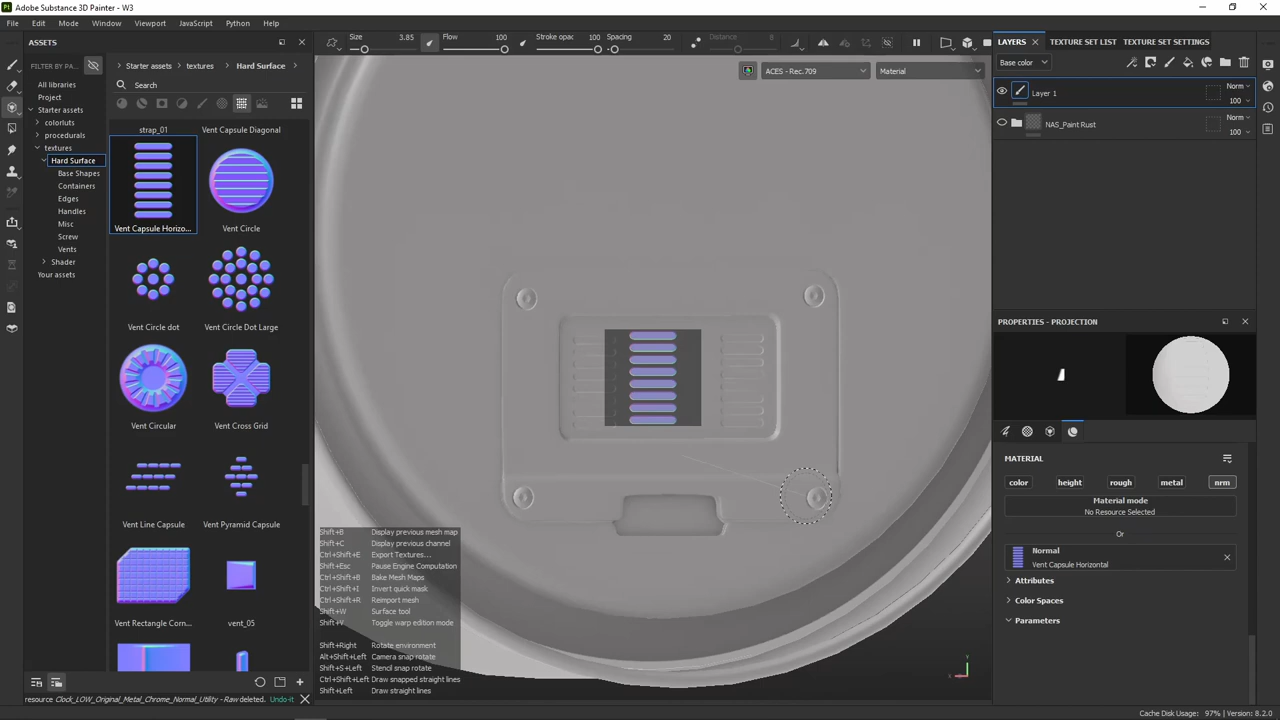 Adobe Substance 3D Painter - W3
File Edit Mode Window Viewport JavaScript Python Help
ASSETS
Size 3.85 Flow 100 Stroke opa... 100 Spacing 20 Distance 8
LAYERS TEXTURE SET LIST TEXTURE SET SETTINGS
FILTER BY PA...
Starter assets textures Hard Surface
ACES - Rec.709 Material
Base color
Search
All libraries
Project
Starter assets
colorluts
procedurals
textures
Hard Surface
Base Shapes
Containers
Edges
Handles
Misc
Screw
Vents
Shader
Your assets
strap_01 Vent Capsule Diagonal
Vent Capsule Horizo... Vent Circle
Vent Circle dot Vent Circle Dot Large
Vent Circular Vent Cross Grid
Vent Line Capsule Vent Pyramid Capsule
Vent Rectangle Corn... vent_05
Layer 1 Norm
100
NAS_Paint Rust Norm
100
Shift+B Display previous mesh map
Shift+C Display previous channel
Ctrl+Shift+E Export Textures...
Shift+Esc Pause Engine Computation
Ctrl+Shift+B Bake Mesh Maps
Ctrl+Shift+I Invert quick mask
Ctrl+Shift+R Reimport mesh
Shift+W Surface tool
Shift+V Toggle warp edition mode
Shift+Right Rotate environment
Alt+Shift+Left Camera snap rotate
Shift+S+Left Stencil snap rotate
Ctrl+Shift+Left Draw snapped straight lines
Shift+Left Draw straight lines
PROPERTIES - PROJECTION
MATERIAL
color height rough metal nrm
Material mode
No Resource Selected
Or
Normal
Vent Capsule Horizontal
Attributes
Color Spaces
Parameters
resource Clock_LOW_Original_Metal_Chrome_Normal_Utility - Raw deleted. Undo-it
Cache Disk Usage: 97% | Version: 8.2.0